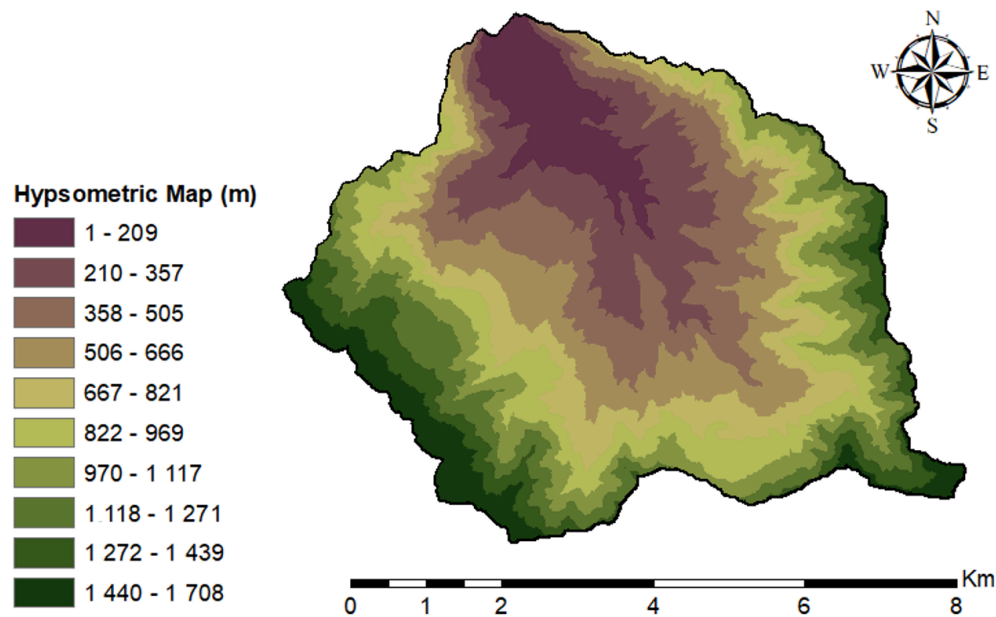 N
W E
S
Hypsometric Map (m)
1 - 209
210 - 357
358 - 505
506 - 666
667 - 821
822 - 969
970 - 1 117
1 118 - 1 271
1 272 - 1 439
1 440 - 1 708
Km
0 1 2 4 6 8